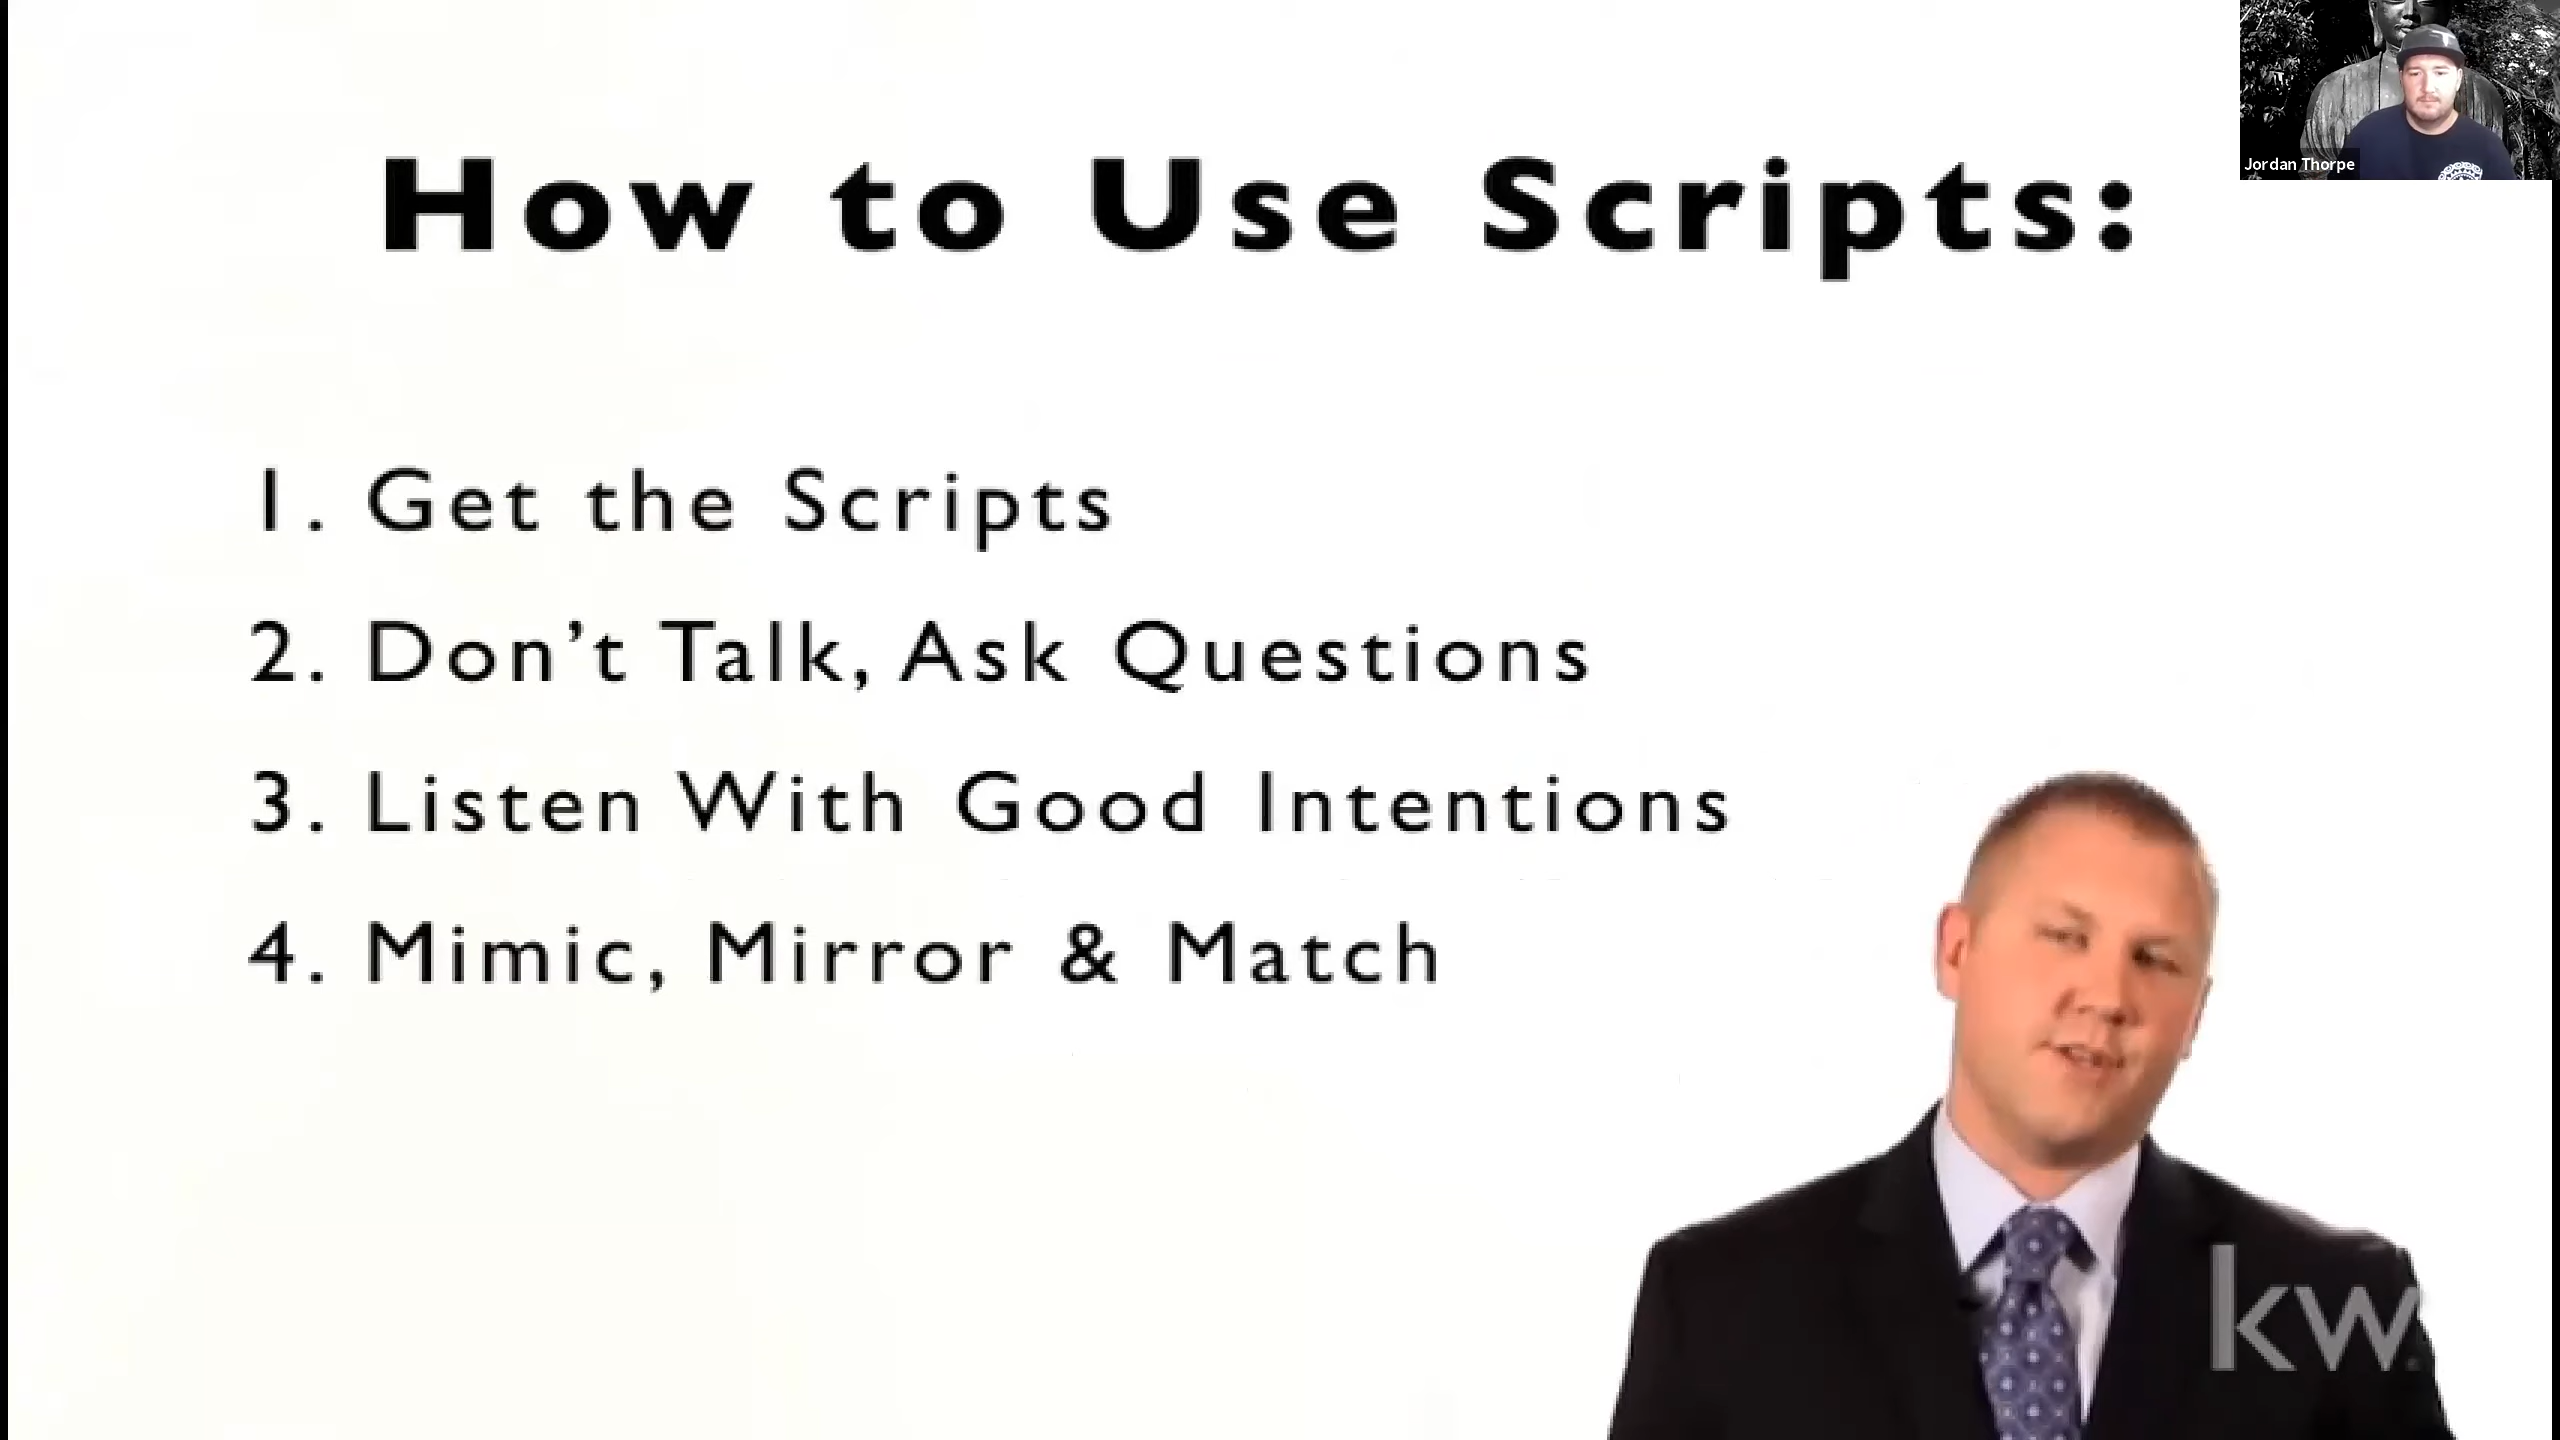 Jordan Thorpe
How to Use Scripts:
1. Get the Scripts
2. Don't Talk, Ask Questions
3. Listen With Good Intentions
4. Mimic, Mirror & Match
kw